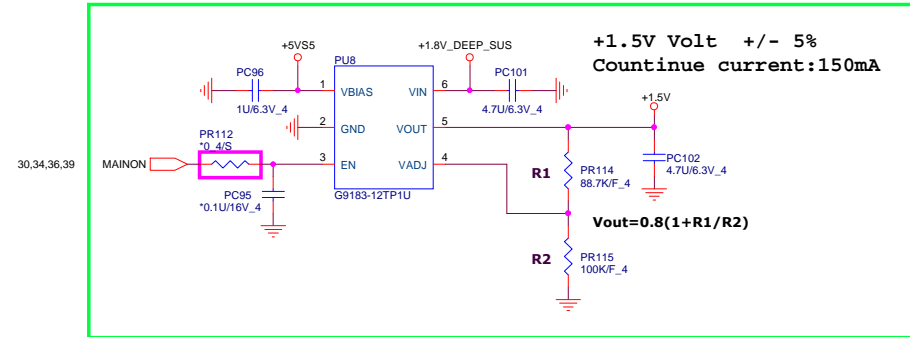 +1.5V Volt +/- 5%
Countinue current:150mA
+5VS5
+1.8V_DEEP_SUS
+1.5V
PC96
1U/6.3V_4
PU8
1
VBIAS
VIN
6
PC101
4.7U/6.3V_4
2
GND
VOUT
5
3
EN
VADJ
4
G9183-12TP1U
30,34,36,39
MAINON
PR112
*0_4/S
PC95
*0.1U/16V_4
R1
PR114
88.7K/F_4
PC102
4.7U/6.3V_4
Vout=0.8(1+R1/R2)
R2
PR115
100K/F_4